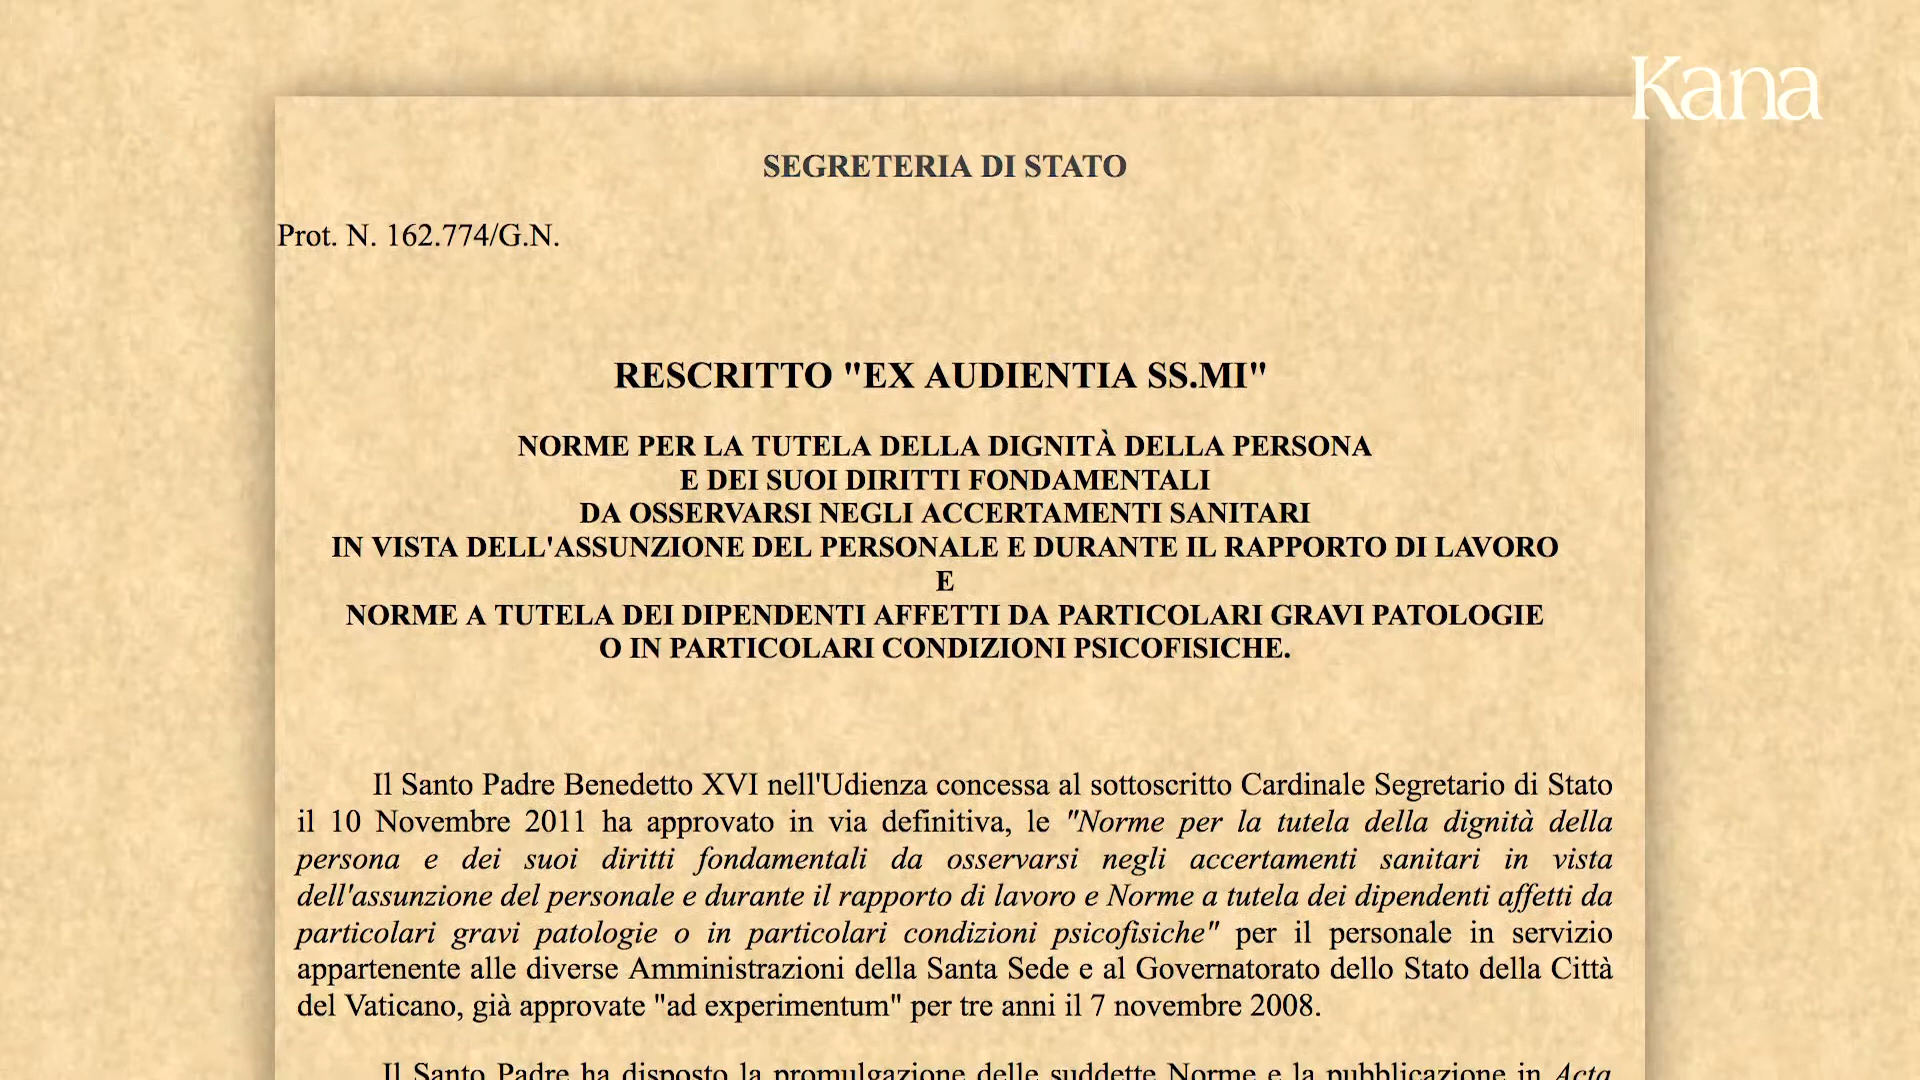 Kana
SEGRETERIA DI STATO
Prot. N. 162.774/G.N.
RESCRITTO "EX AUDIENTIA SS.MI"
NORME PER LA TUTELA DELLA DIGNITÀ DELLA PERSONA
E DEI SUOI DIRITTI FONDAMENTALI
DA OSSERVARSI NEGLI ACCERTAMENTI SANITARI
IN VISTA DELL'ASSUNZIONE DEL PERSONALE E DURANTE IL RAPPORTO DI LAVORO
E
NORME A TUTELA DEI DIPENDENTI AFFETTI DA PARTICOLARI GRAVI PATOLOGIE
O IN PARTICOLARI CONDIZIONI PSICOFISICHE.
Il Santo Padre Benedetto XVI nell'Udienza concessa al sottoscritto Cardinale Segretario di Stato
il 10 Novembre 2011 ha approvato in via definitiva, le "Norme per la tutela della dignità della
persona e dei suoi diritti fondamentali da osservarsi negli accertamenti sanitari in vista
dell'assunzione del personale e durante il rapporto di lavoro e Norme a tutela dei dipendenti affetti da
particolari gravi patologie o in particolari condizioni psicofisiche" per il personale in servizio
appartenente alle diverse Amministrazioni della Santa Sede e al Governatorato dello Stato della Città
del Vaticano, già approvate "ad experimentum" per tre anni il 7 novembre 2008.
Il Santo Padre ha disposto la promulgazione delle suddette Norme e la pubblicazione in Acta